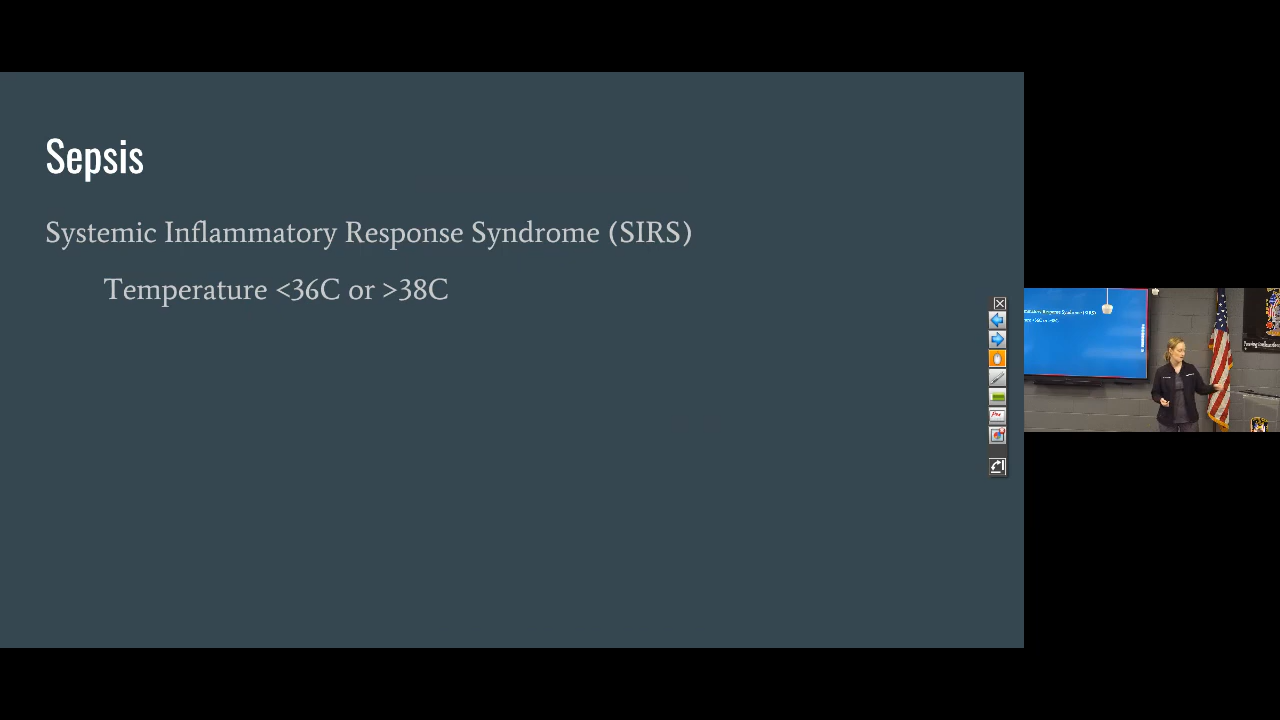 Sepsis
Systemic Inflammatory Response Syndrome (SIRS)
Temperature <36C or >38C